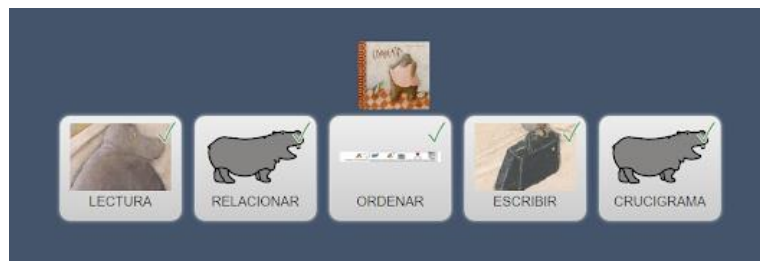 LECTURA
RELACIONAR
ORDENAR
ESCRIBIR
CRUCIGRAMA